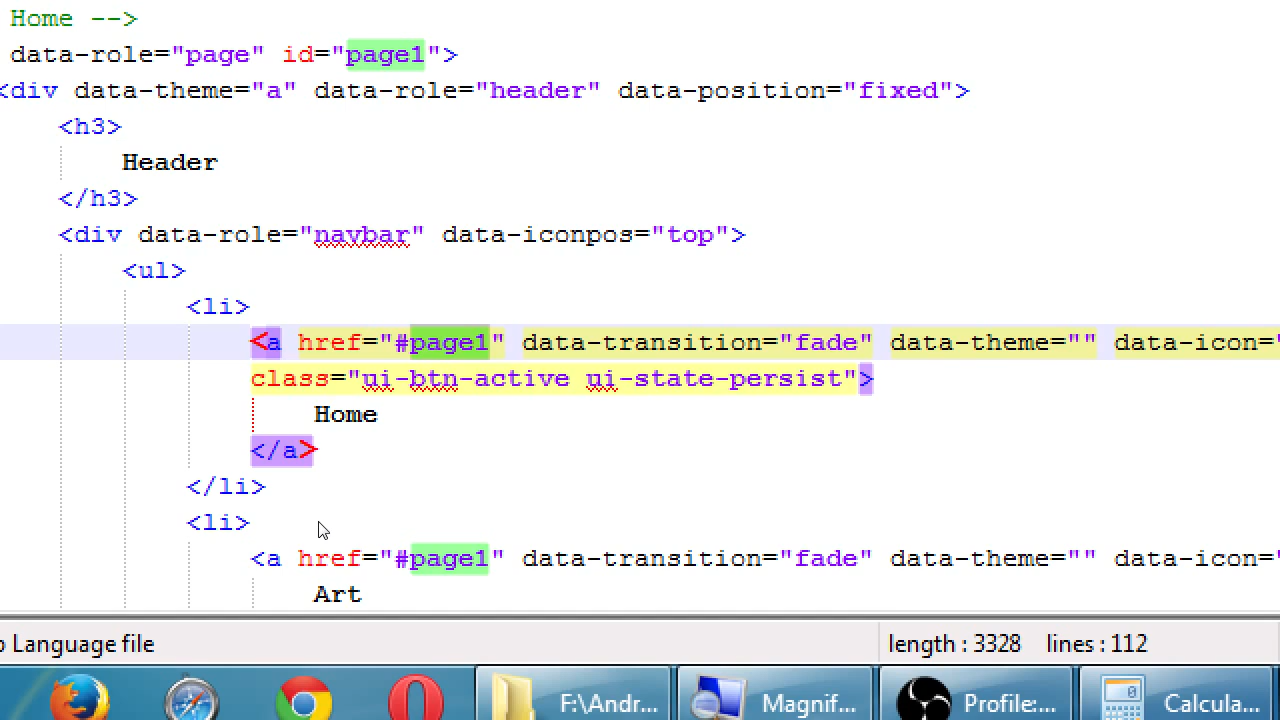 Home -->
data-role="page" id="page1">
<div data-theme="a" data-role="header" data-position="fixed">
<h3>
Header
</h3>
<div data-role="navbar" data-iconpos="top">
<ul>
<li>
<a href="#page1" data-transition="fade" data-theme="" data-icon="
class="ui-btn-active ui-state-persist">
Home
</a>
</li>
<li>
<a href="#page1" data-transition="fade" data-theme="" data-icon="
Art
Language file length : 3328 lines : 112
F:\Andr... Magnif... Profile:... Calcula...